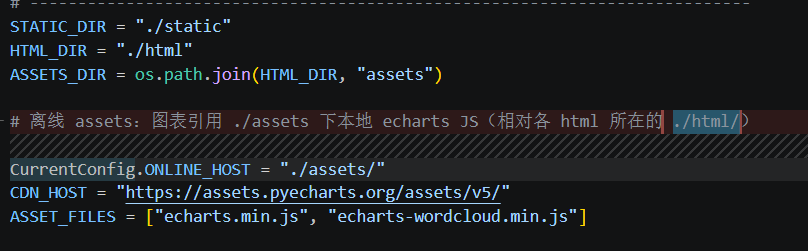 # ------------------------------------------------------------------------
STATIC_DIR = "./static"
HTML_DIR = "./html"
ASSETS_DIR = os.path.join(HTML_DIR, "assets")
# 离线 assets：图表引用 ./assets 下本地 echarts JS（相对各 html 所在的 ./html/）
CurrentConfig.ONLINE_HOST = "./assets/"
CDN_HOST = "https://assets.pyecharts.org/assets/v5/"
ASSET_FILES = ["echarts.min.js", "echarts-wordcloud.min.js"]